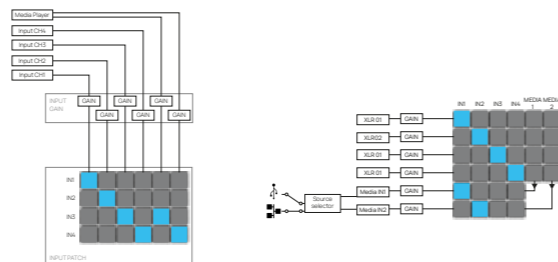 Media Player
Input CH4
Input CH3
Input CH2
Input CH1
INPUT
GAIN
GAIN GAIN GAIN
GAIN GAIN GAIN
IN1
IN2
IN3
IN4
INPUT PATCH
IN1 IN2 IN3 IN4 MEDIA 1 MEDIA 2
XLR 01 GAIN
XLR02 GAIN
XLR 01 GAIN
XLR 01 GAIN
Media IN1 GAIN
Source
selector
Media IN2 GAIN